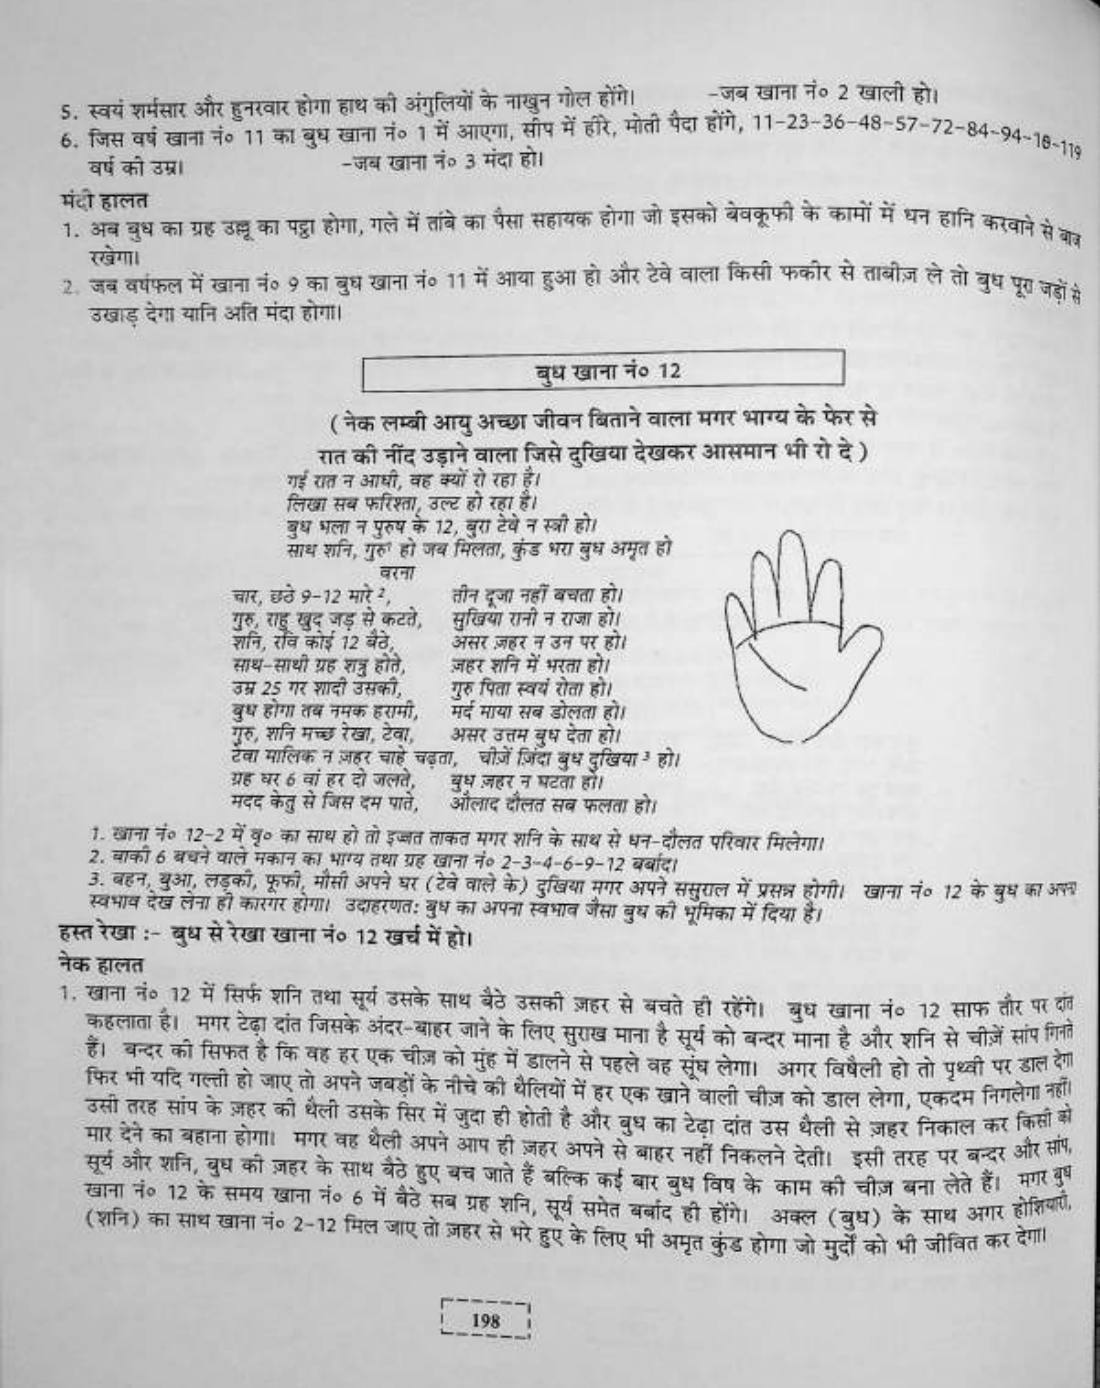 5. स्वयं शर्मसार और हुनरवार होगा हाथ की अंगुलियों के नाखुन गोल होंगे। -जब खाना नं० 2 खाली हो।
6. जिस वर्ष खाना नं० 11 का बुध खाना नं० 1 में आएगा, सीप में हीरे, मोती पैदा होंगे, 11-23-36-48-57-72-84-94-10-119
वर्ष की उम्र। -जब खाना नं० 3 मंदा हो।
मंदी हालत
1. अब बुध का ग्रह उल्लू का पट्ठा होगा, गले में तांबे का पैसा सहायक होगा जो इसको बेवकूफी के कामों में धन हानि करवाने से बाज
रखेगा।
2. जब वर्षफल में खाना नं० 9 का बुध खाना नं० 11 में आया हुआ हो और टेवे वाला किसी फकीर से ताबीज़ ले तो बुध पूरा जड़ों से
उखाड़ देगा यानि अति मंदा होगा।
बुध खाना नं० 12
( नेक लम्बी आयु अच्छा जीवन बिताने वाला मगर भाग्य के फेर से
रात की नींद उड़ाने वाला जिसे दुखिया देखकर आसमान भी रो दे )
गई रात न आधी, वह क्यों रो रहा है।
लिखा सब फरिश्ता, उल्ट हो रहा है।
बुध भला न पुरुष के 12, बुरा टेवे न स्त्री हो।
साथ शनि, गुरु¹ हो जब मिलता, कुंड भरा बुध अमृत हो
वरना
चार, छठे 9-12 मारे ², तीन दूजा नहीं बचता हो।
गुरु, राहु खुद जड़ से कटते, सुखिया रानी न राजा हो।
शनि, रवि कोई 12 बैठे, असर ज़हर न उन पर हो।
साथ-साथी ग्रह शत्रु होते, ज़हर शनि में भरता हो।
उम्र 25 गर शादी उसकी, गुरु पिता स्वयं रोता हो।
बुध होगा तब नमक हरामी, मर्द माया सब डोलता हो।
गुरु, शनि मच्छ रेखा, टेवा, असर उत्तम बुध देता हो।
टेवा मालिक न ज़हर चाहे चढ़ता, चीज़ें ज़िंदा बुध दुखिया ³ हो।
ग्रह घर 6 वां हर दो जलते, बुध ज़हर न घटता हो।
मदद केतु से जिस दम पाते, औलाद दौलत सब फलता हो।
1. खाना नं० 12-2 में वृ० का साथ हो तो इज्जत ताकत मगर शनि के साथ से धन-दौलत परिवार मिलेगा।
2. बाकी 6 बचने वाले मकान का भाग्य तथा ग्रह खाना नं० 2-3-4-6-9-12 बर्बाद।
3. बहन, बुआ, लड़की, फूफी, मौसी अपने घर (टेवे वाले के) दुखिया मगर अपने ससुराल में प्रसन्न होगी। खाना नं० 12 के बुध का अपना
स्वभाव देख लेना ही कारगर होगा। उदाहरणत: बुध का अपना स्वभाव जैसा बुध की भूमिका में दिया है।
हस्त रेखा :- बुध से रेखा खाना नं० 12 खर्च में हो।
नेक हालत
1. खाना नं० 12 में सिर्फ शनि तथा सूर्य उसके साथ बैठे उसकी ज़हर से बचते ही रहेंगे। बुध खाना नं० 12 साफ तौर पर दांत
कहलाता है। मगर टेढ़ा दांत जिसके अंदर-बाहर जाने के लिए सुराख माना है सूर्य को बन्दर माना है और शनि से चीज़ें सांप गिनते
हैं। बन्दर की सिफत है कि वह हर एक चीज़ को मुंह में डालने से पहले वह सूंघ लेगा। अगर विषैली हो तो पृथ्वी पर डाल देगा
फिर भी यदि गल्ती हो जाए तो अपने जबड़ों के नीचे की थैलियों में हर एक खाने वाली चीज़ को डाल लेगा, एकदम निगलेगा नहीं।
उसी तरह सांप के ज़हर की थैली उसके सिर में जुदा ही होती है और बुध का टेढ़ा दांत उस थैली से ज़हर निकाल कर किसी को
मार देने का बहाना होगा। मगर वह थैली अपने आप ही ज़हर अपने से बाहर नहीं निकलने देती। इसी तरह पर बन्दर और सांप,
सूर्य और शनि, बुध की ज़हर के साथ बैठे हुए बच जाते हैं बल्कि कई बार बुध विष के काम की चीज़ बना लेते हैं। मगर बुध
खाना नं० 12 के समय खाना नं० 6 में बैठे सब ग्रह शनि, सूर्य समेत बर्बाद ही होंगे। अक्ल (बुध) के साथ अगर होशियारी,
(शनि) का साथ खाना नं० 2-12 मिल जाए तो ज़हर से भरे हुए के लिए भी अमृत कुंड होगा जो मुर्दों को भी जीवित कर देगा।
198